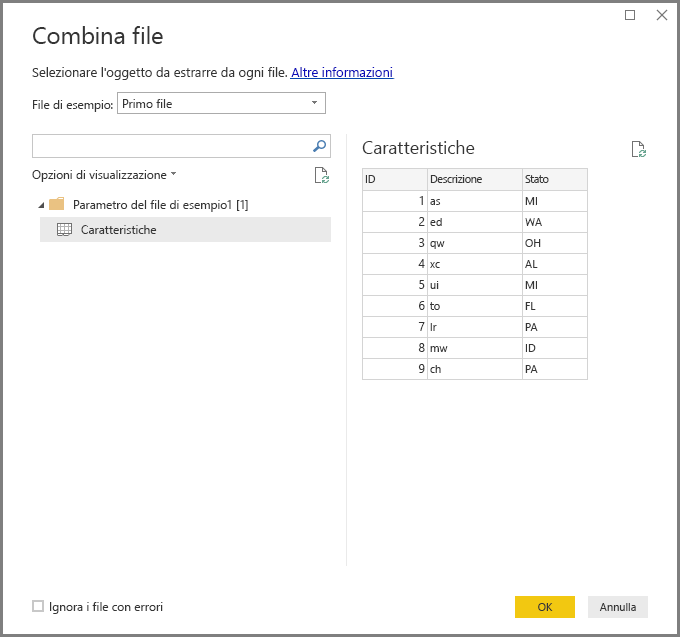 Combina file
Selezionare l'oggetto da estrarre da ogni file. Altre informazioni
File di esempio: Primo file
Opzioni di visualizzazione
Parametro del file di esempio1 [1]
Caratteristiche
Caratteristiche
ID Descrizione Stato
1 as MI
2 ed WA
3 qw OH
4 xc AL
5 ui MI
6 to FL
7 lr PA
8 mw ID
9 ch PA
Ignora i file con errori
OK Annulla